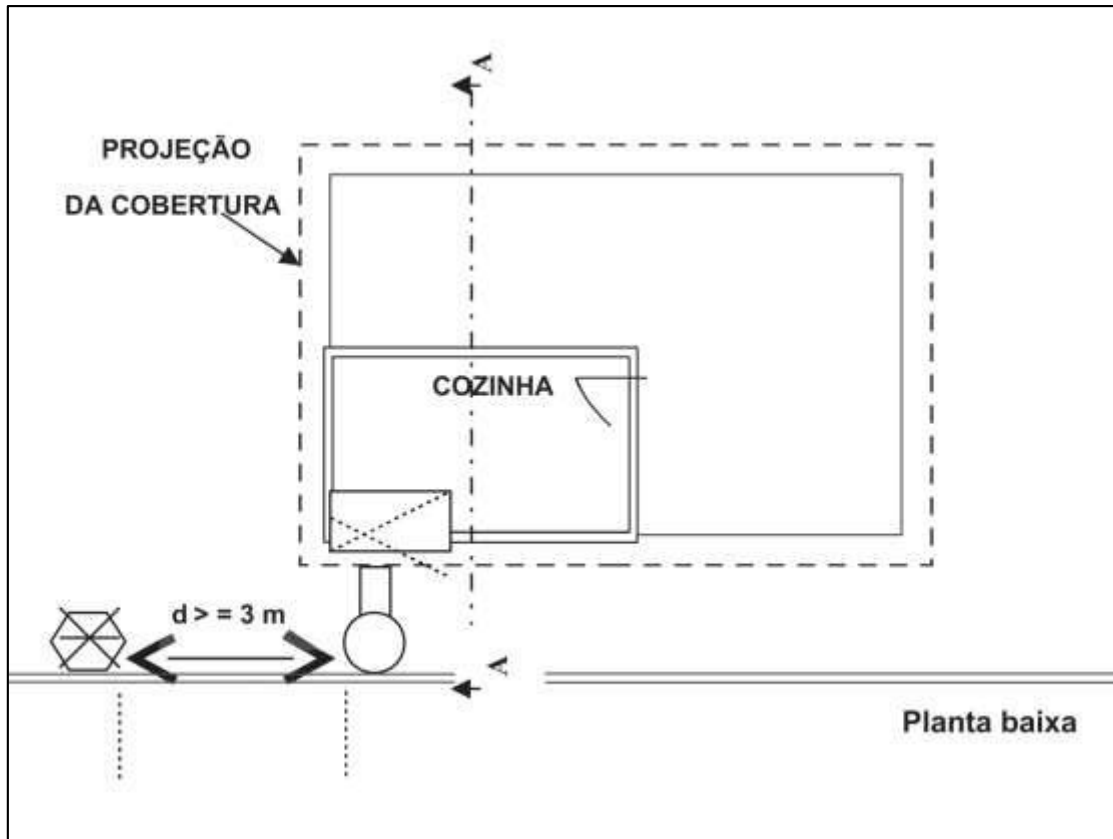 A
PROJEÇÃO
DA COBERTURA
COZINHA
d > = 3 m
A
Planta baixa